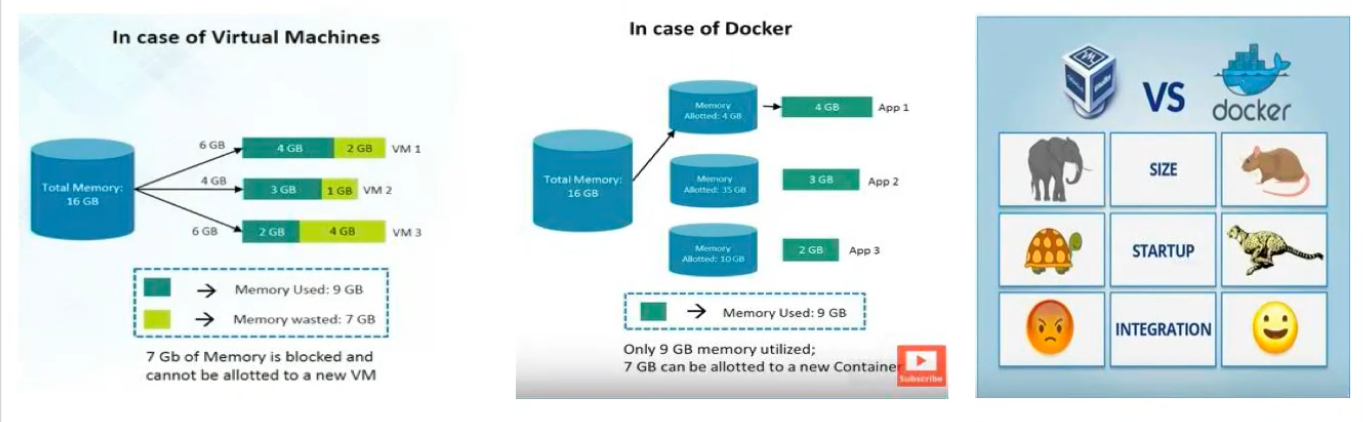 In case of Virtual Machines
Total Memory:
16 GB
6 GB
4 GB
2 GB
VM 1
4 GB
3 GB
1 GB
VM 2
6 GB
2 GB
4 GB
VM 3
Memory Used: 9 GB
Memory wasted: 7 GB
7 Gb of Memory is blocked and
cannot be allotted to a new VM
In case of Docker
Total Memory:
16 GB
Memory
Allotted: 4 GB
4 GB
App 1
Memory
Allotted: 35 GB
3 GB
App 2
Memory
Allotted: 10 GB
2 GB
App 3
Memory Used: 9 GB
Only 9 GB memory utilized;
7 GB can be allotted to a new Container
Subscribe
VS
docker
SIZE
STARTUP
INTEGRATION